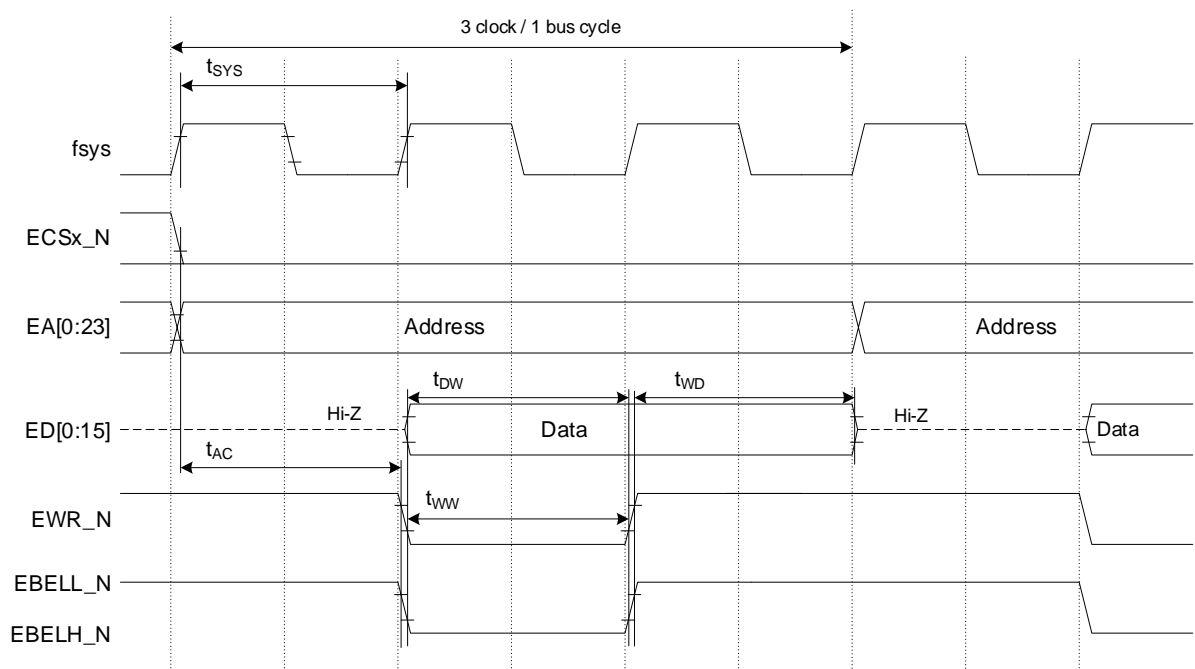 3 clock / 1 bus cycle
tSYS
fsys
ECSx_N
EA[0:23] Address Address
tDW tWD
Hi-Z Hi-Z
ED[0:15] Data Data
tAC
tWW
EWR_N
EBELL_N
EBELH_N